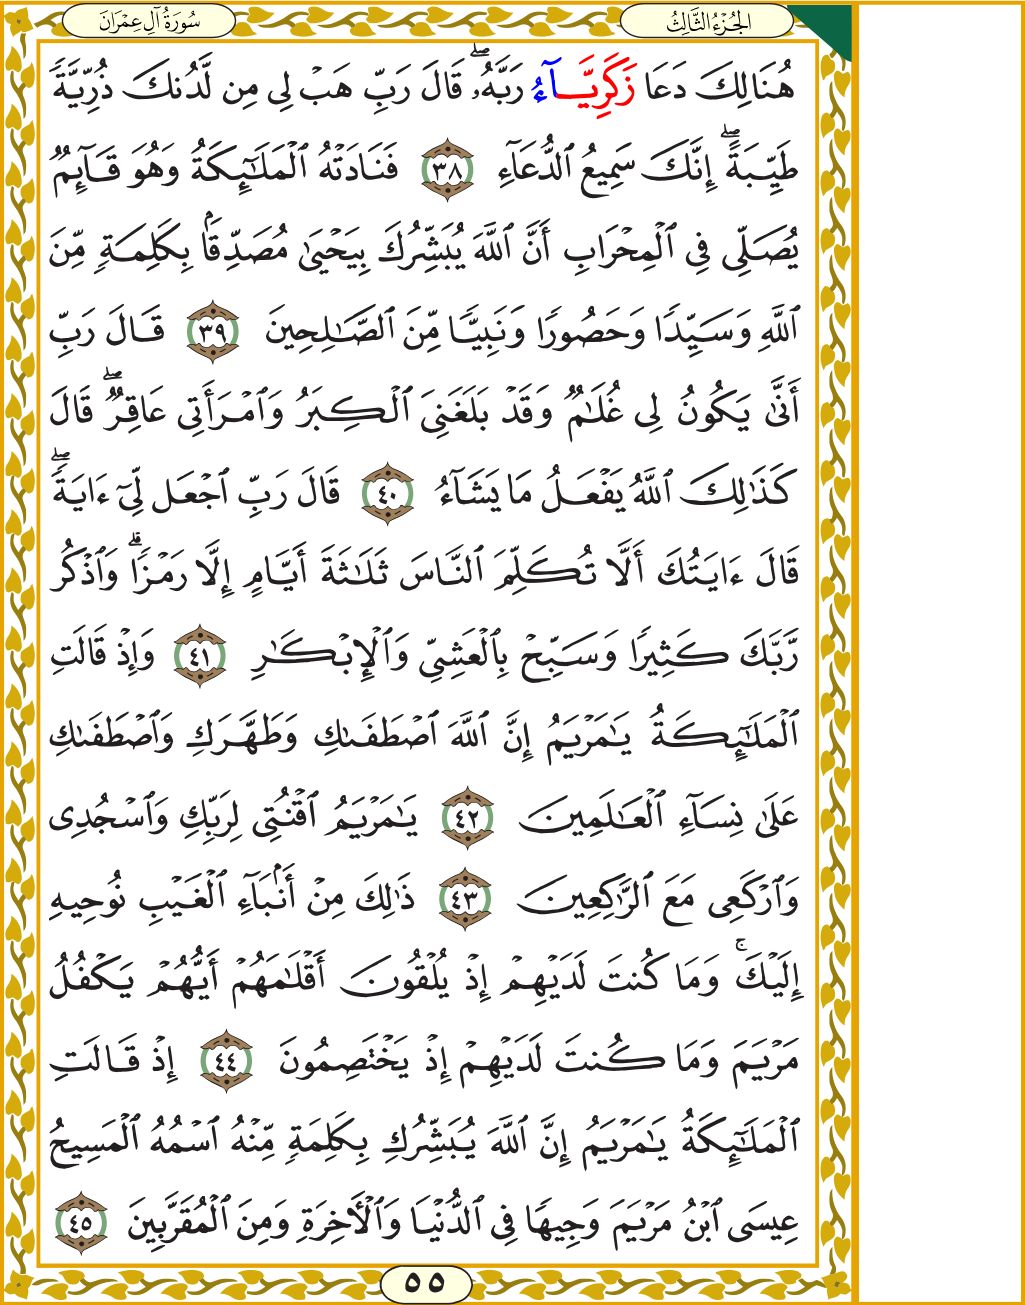 الجُزْءُ الثَّالِثُ
سُورَةُ آلِ عِمْرَانَ
هُنَالِكَ دَعَا زَكَرِيَّآءُ رَبَّهُۥۖ قَالَ رَبِّ هَبۡ لِي مِن لَّدُنكَ ذُرِّيَّةٗ
طَيِّبَةًۖ إِنَّكَ سَمِيعُ ٱلدُّعَآءِ ٣٨ فَنَادَتۡهُ ٱلۡمَلَٰٓئِكَةُ وَهُوَ قَآئِمٞ
يُصَلِّي فِي ٱلۡمِحۡرَابِ أَنَّ ٱللَّهَ يُبَشِّرُكَ بِيَحۡيَىٰ مُصَدِّقَۢا بِكَلِمَةٖ مِّنَ
ٱللَّهِ وَسَيِّدٗا وَحَصُورٗا وَنَبِيّٗا مِّنَ ٱلصَّٰلِحِينَ ٣٩ قَالَ رَبِّ
أَنَّىٰ يَكُونُ لِي غُلَٰمٞ وَقَدۡ بَلَغَنِيَ ٱلۡكِبَرُ وَٱمۡرَأَتِي عَاقِرٞۖ قَالَ
كَذَٰلِكَ ٱللَّهُ يَفۡعَلُ مَا يَشَآءُ ٤٠ قَالَ رَبِّ ٱجۡعَل لِّيٓ ءَايَةٗۖ
قَالَ ءَايَتُكَ أَلَّا تُكَلِّمَ ٱلنَّاسَ ثَلَٰثَةَ أَيَّامٍ إِلَّا رَمۡزٗاۗ وَٱذۡكُر
رَّبَّكَ كَثِيرٗا وَسَبِّحۡ بِٱلۡعَشِيِّ وَٱلۡإِبۡكَٰرِ ٤١ وَإِذۡ قَالَتِ
ٱلۡمَلَٰٓئِكَةُ يَٰمَرۡيَمُ إِنَّ ٱللَّهَ ٱصۡطَفَىٰكِ وَطَهَّرَكِ وَٱصۡطَفَىٰكِ
عَلَىٰ نِسَآءِ ٱلۡعَٰلَمِينَ ٤٢ يَٰمَرۡيَمُ ٱقۡنُتِي لِرَبِّكِ وَٱسۡجُدِي
وَٱرۡكَعِي مَعَ ٱلرَّٰكِعِينَ ٤٣ ذَٰلِكَ مِنۡ أَنۢبَآءِ ٱلۡغَيۡبِ نُوحِيهِ
إِلَيۡكَۚ وَمَا كُنتَ لَدَيۡهِمۡ إِذۡ يُلۡقُونَ أَقۡلَٰمَهُمۡ أَيُّهُمۡ يَكۡفُلُ
مَرۡيَمَ وَمَا كُنتَ لَدَيۡهِمۡ إِذۡ يَخۡتَصِمُونَ ٤٤ إِذۡ قَالَتِ
ٱلۡمَلَٰٓئِكَةُ يَٰمَرۡيَمُ إِنَّ ٱللَّهَ يُبَشِّرُكِ بِكَلِمَةٖ مِّنۡهُ ٱسۡمُهُ ٱلۡمَسِيحُ
عِيسَى ٱبۡنُ مَرۡيَمَ وَجِيهٗا فِي ٱلدُّنۡيَا وَٱلۡأٓخِرَةِ وَمِنَ ٱلۡمُقَرَّبِينَ ٤٥
٥٥